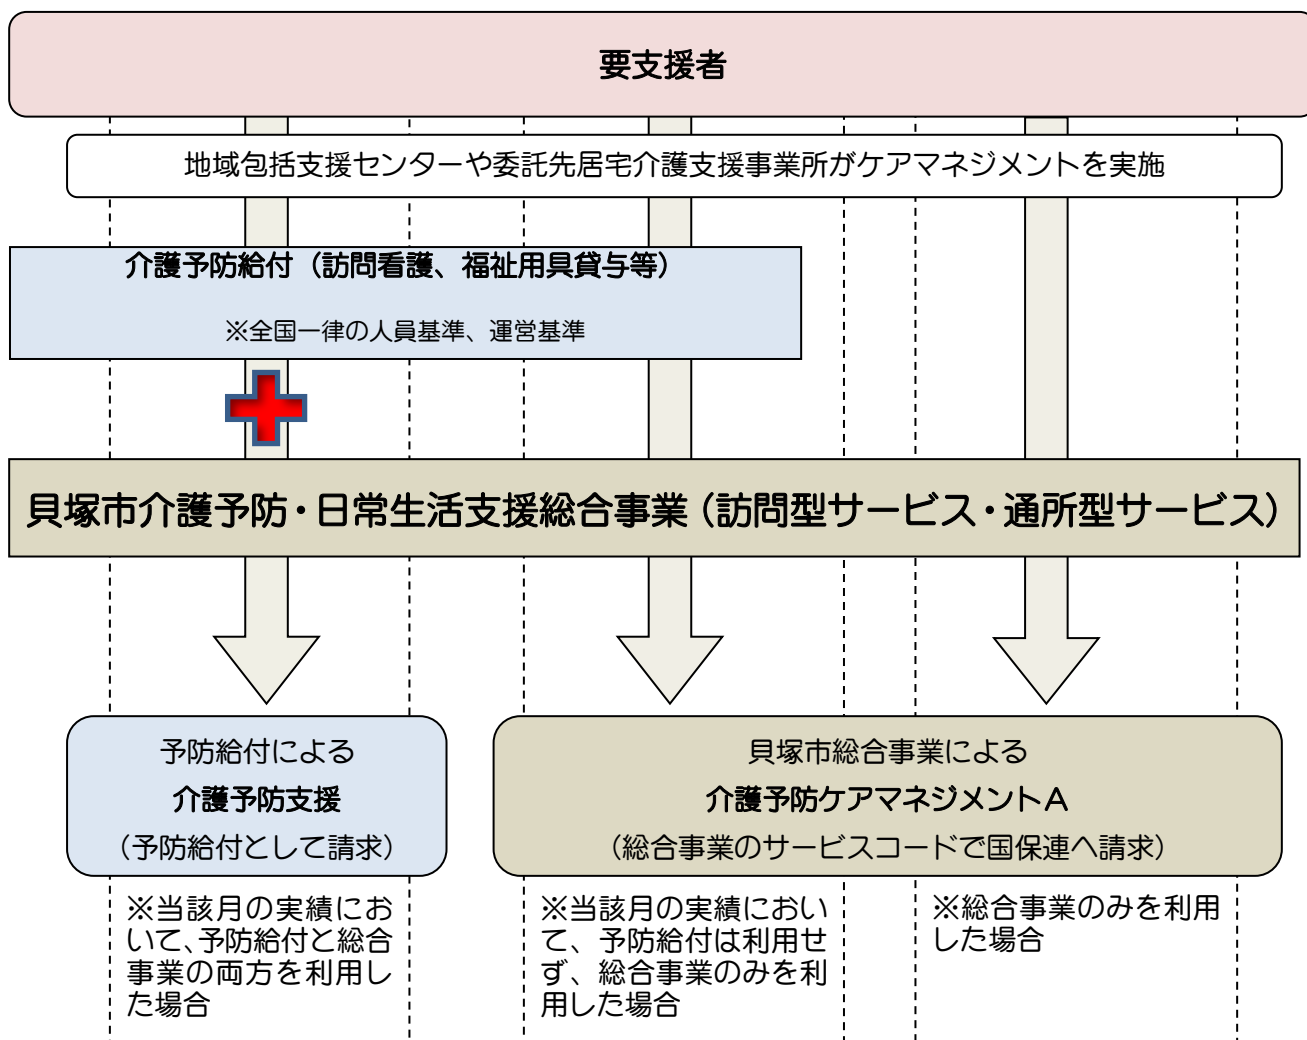 要支援者
地域包括支援センターや委託先居宅介護支援事業所がケアマネジメントを実施
介護予防給付（訪問看護、福祉用具貸与等）
※全国一律の人員基準、運営基準
貝塚市介護予防・日常生活支援総合事業（訪問型サービス・通所型サービス）
予防給付による
介護予防支援
（予防給付として請求）
貝塚市総合事業による
介護予防ケアマネジメントA
（総合事業のサービスコードで国保連へ請求）
※当該月の実績にお
いて、予防給付と総合
事業の両方を利用し
た場合
※当該月の実績におい
て、予防給付は利用せ
ず、総合事業のみを利
用した場合
※総合事業のみを利用
した場合